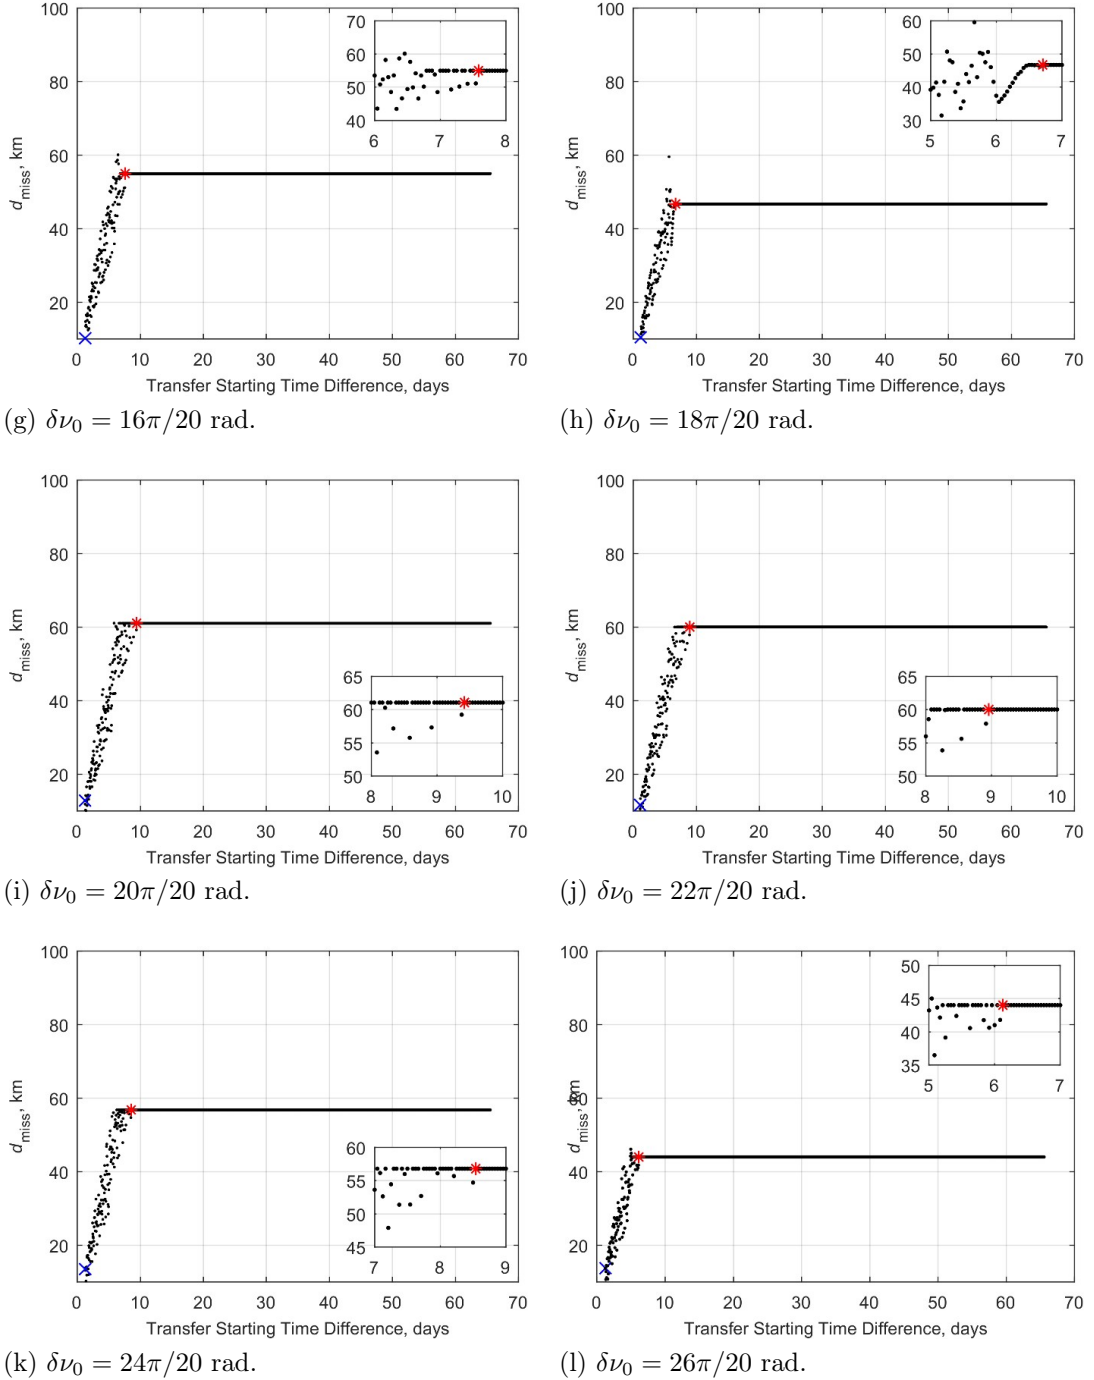 100
80
60
40
20
0 10 20 30 40 50 60 70
d_miss, km
Transfer Starting Time Difference, days
70
60
50
40
6 7 8
(g) δν₀ = 16π/20 rad.
100
80
60
40
20
0 10 20 30 40 50 60 70
d_miss, km
Transfer Starting Time Difference, days
60
50
40
30
5 6 7
(h) δν₀ = 18π/20 rad.
100
80
60
40
20
0 10 20 30 40 50 60 70
d_miss, km
Transfer Starting Time Difference, days
65
60
55
50
8 9 10
(i) δν₀ = 20π/20 rad.
100
80
60
40
20
0 10 20 30 40 50 60 70
d_miss, km
Transfer Starting Time Difference, days
65
60
55
50
8 9 10
(j) δν₀ = 22π/20 rad.
100
80
60
40
20
0 10 20 30 40 50 60 70
d_miss, km
Transfer Starting Time Difference, days
60
55
50
45
7 8 9
(k) δν₀ = 24π/20 rad.
100
80
60
40
20
0 10 20 30 40 50 60 70
d_miss, km
Transfer Starting Time Difference, days
50
45
40
35
5 6 7
(l) δν₀ = 26π/20 rad.